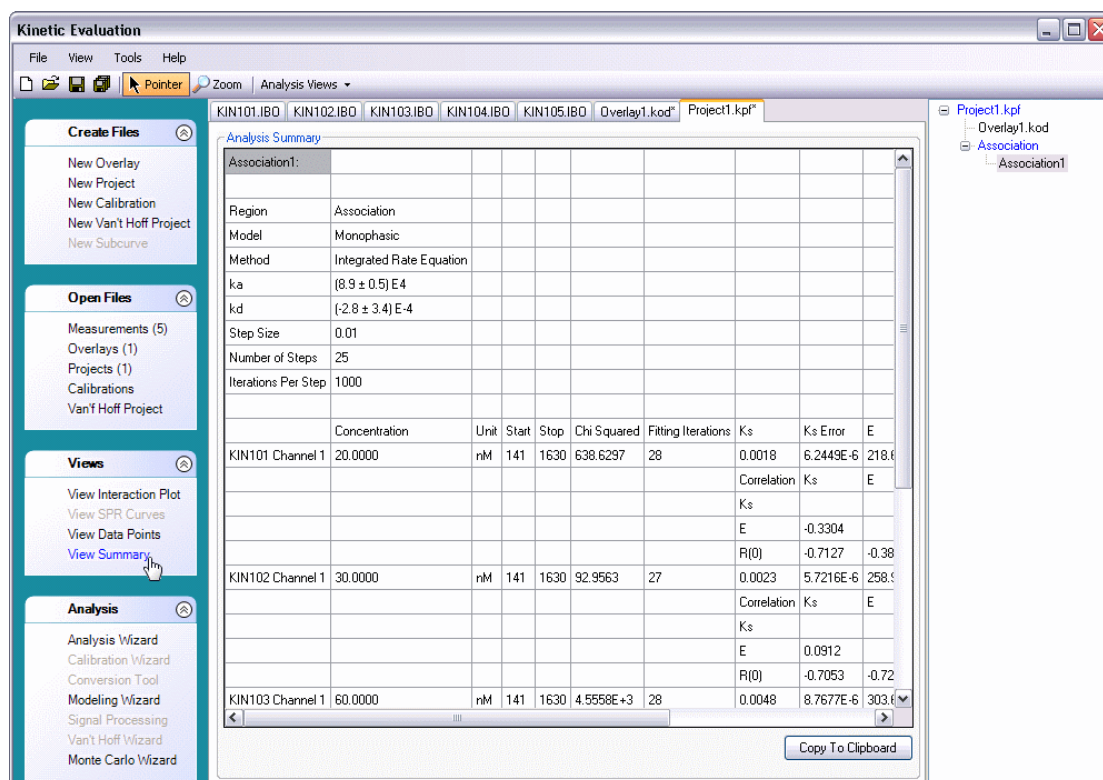 Kinetic Evaluation
File View Tools Help
Pointer Zoom Analysis Views
KIN101.IBO KIN102.IBO KIN103.IBO KIN104.IBO KIN105.IBO Overlay1.kod* Project1.kpf*
Create Files
New Overlay
New Project
New Calibration
New Van't Hoff Project
New Subcurve
Open Files
Measurements (5)
Overlays (1)
Projects (1)
Calibrations
Van'f Hoff Project
Views
View Interaction Plot
View SPR Curves
View Data Points
View Summary
Analysis
Analysis Wizard
Calibration Wizard
Conversion Tool
Modeling Wizard
Signal Processing
Van't Hoff Wizard
Monte Carlo Wizard
Analysis Summary
Association1:
Region Association
Model Monophasic
Method Integrated Rate Equation
ka (8.9 ± 0.5) E4
kd (-2.8 ± 3.4) E-4
Step Size 0.01
Number of Steps 25
Iterations Per Step 1000
Concentration Unit Start Stop Chi Squared Fitting Iterations Ks Ks Error E
KIN101 Channel 1 20.0000 nM 141 1630 638.6297 28 0.0018 6.2449E-6 218.6
Correlation Ks E
Ks
E -0.3304
R(0) -0.7127 -0.38
KIN102 Channel 1 30.0000 nM 141 1630 92.9563 27 0.0023 5.7216E-6 258.9
Correlation Ks E
Ks
E 0.0912
R(0) -0.7053 -0.72
KIN103 Channel 1 60.0000 nM 141 1630 4.5558E+3 28 0.0048 8.7677E-6 303.6
Copy To Clipboard
Project1.kpf
Overlay1.kod
Association
Association1